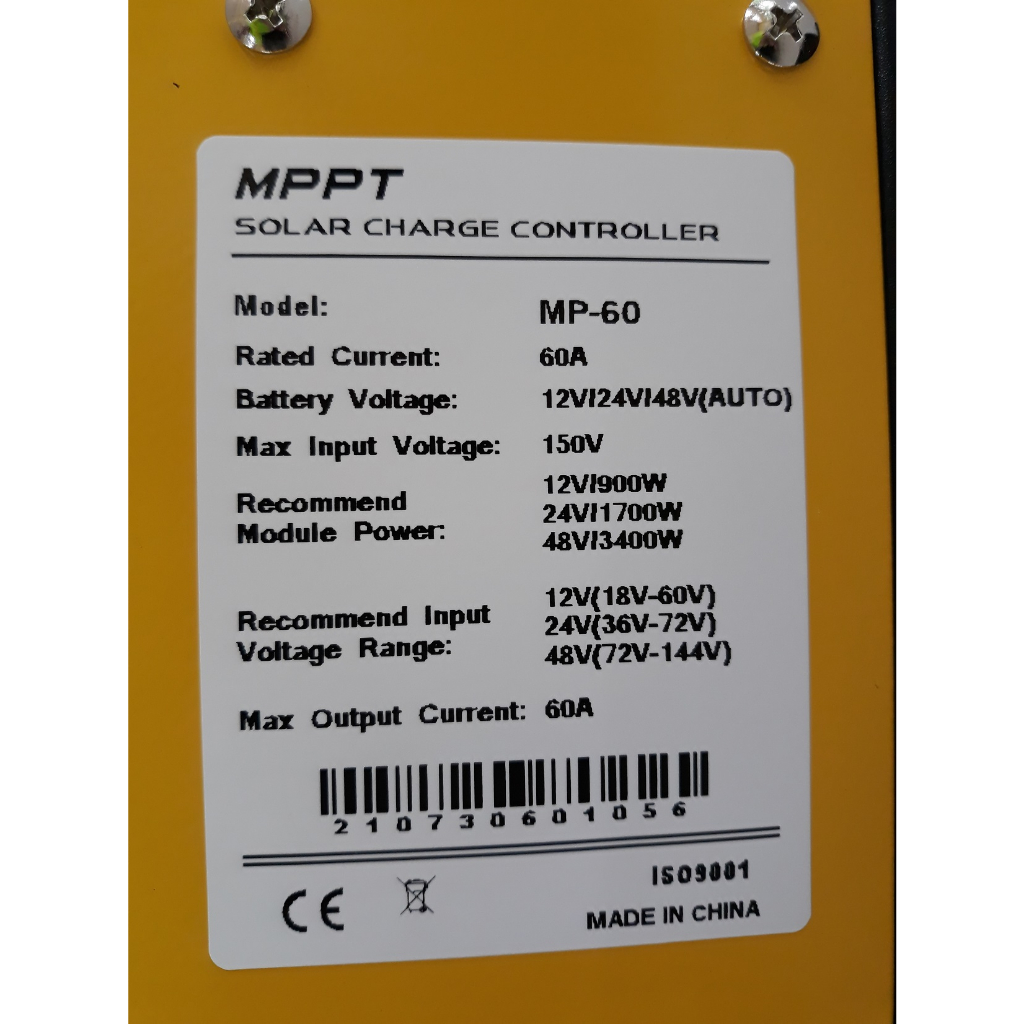 MPPT
SOLAR CHARGE CONTROLLER
Model: MP-60
Rated Current: 60A
Battery Voltage: 12V/24V/48V(AUTO)
Max Input Voltage: 150V
Recommend Module Power: 12V/900W
24V/1700W
48V/3400W
Recommend Input Voltage Range: 12V(18V-60V)
24V(36V-72V)
48V(72V-144V)
Max Output Current: 60A
210730601056
CE
ISO9001
MADE IN CHINA